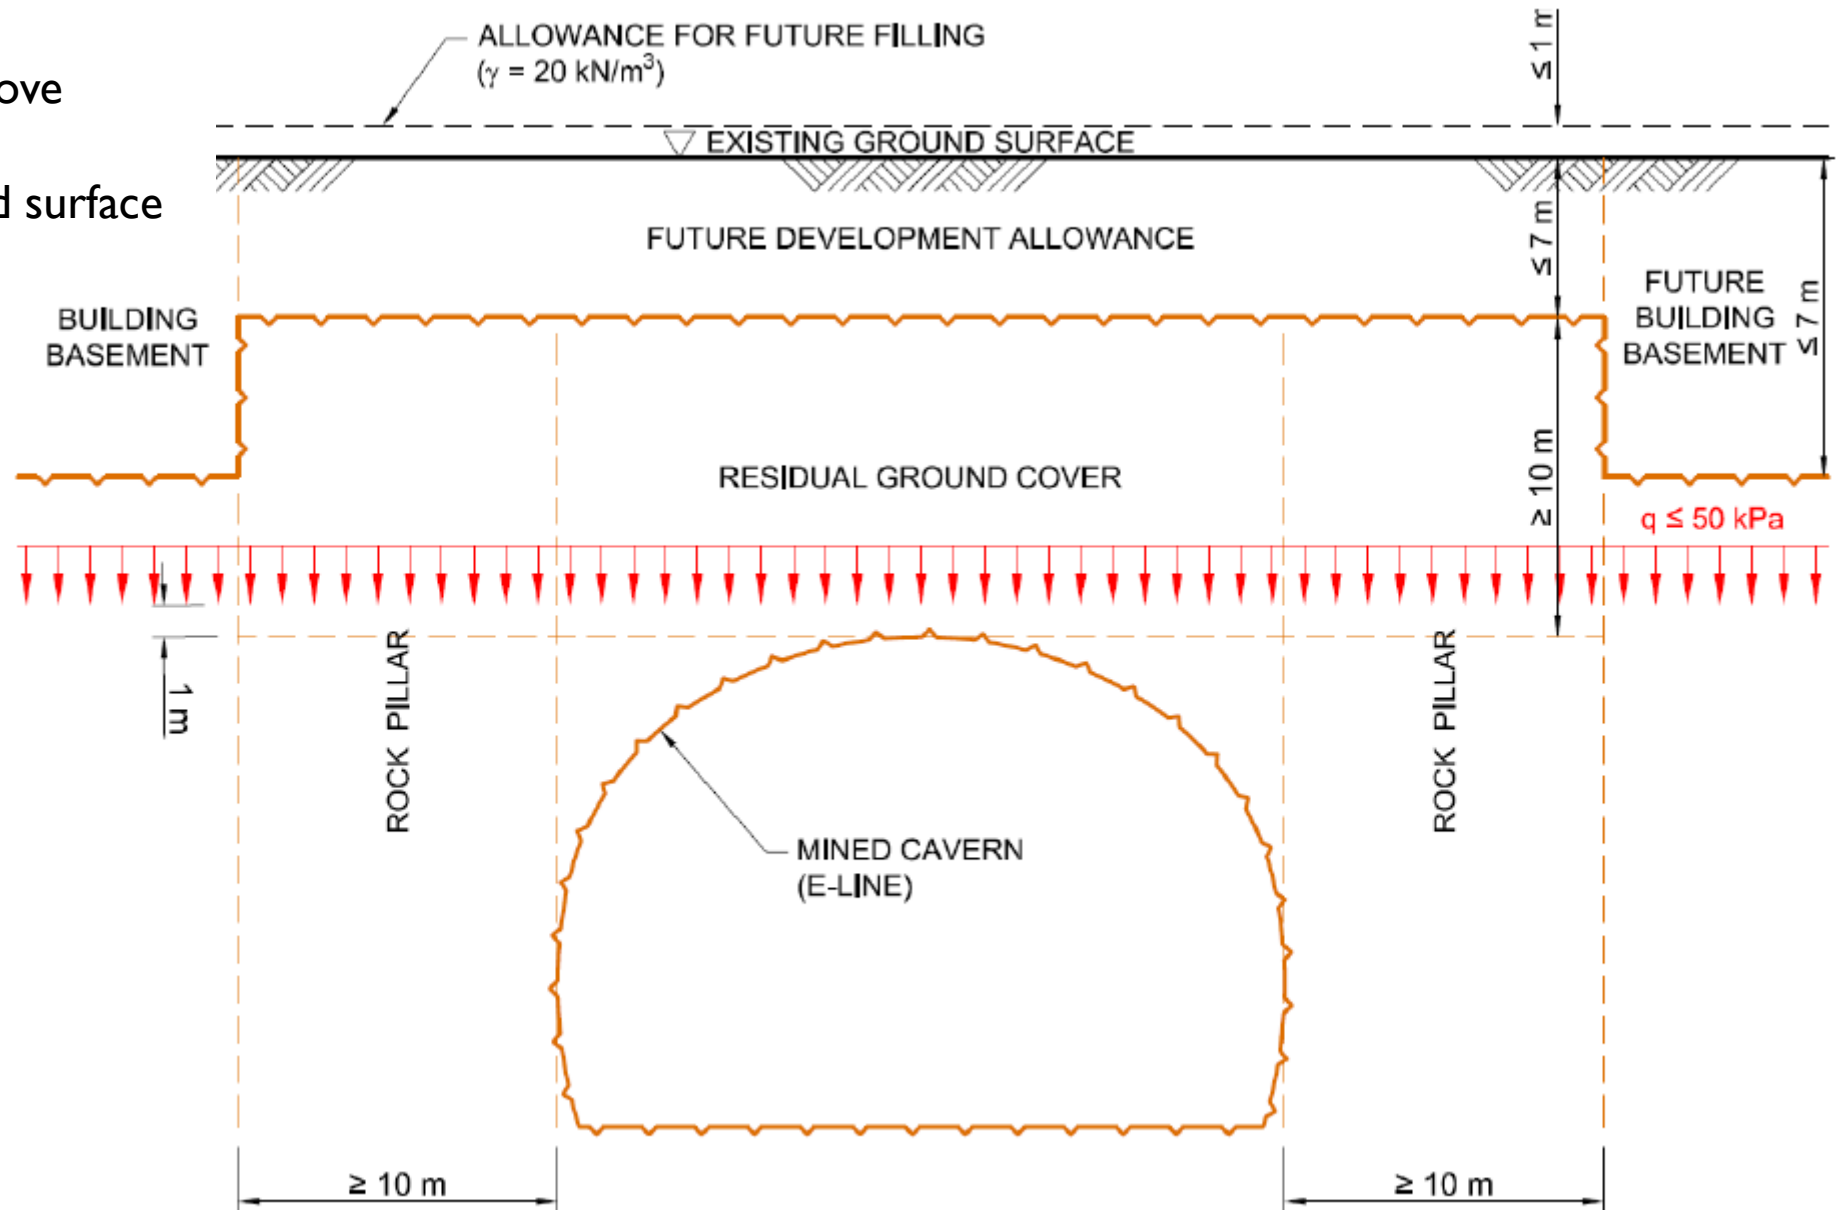 ove
d surface
ALLOWANCE FOR FUTURE FILLING
(γ = 20 kN/m³)
≤ 1 m
EXISTING GROUND SURFACE
FUTURE DEVELOPMENT ALLOWANCE
≤ 7 m
BUILDING
BASEMENT
FUTURE
BUILDING
BASEMENT
≤ 7 m
RESIDUAL GROUND COVER
≥ 10 m
q ≤ 50 kPa
1 m
ROCK PILLAR
ROCK PILLAR
MINED CAVERN
(E-LINE)
≥ 10 m
≥ 10 m